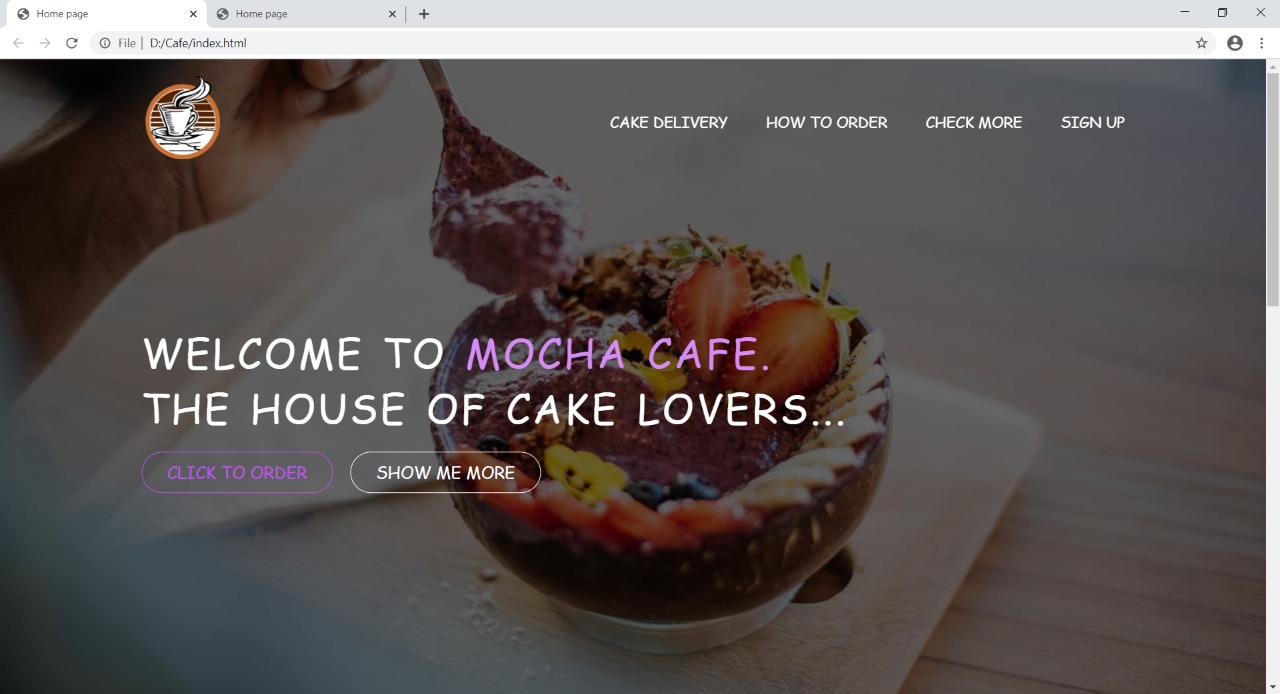 Home page
Home page
File | D:/Cafe/index.html
CAKE DELIVERY HOW TO ORDER CHECK MORE SIGN UP
WELCOME TO MOCHA CAFE.
THE HOUSE OF CAKE LOVERS...
CLICK TO ORDER SHOW ME MORE